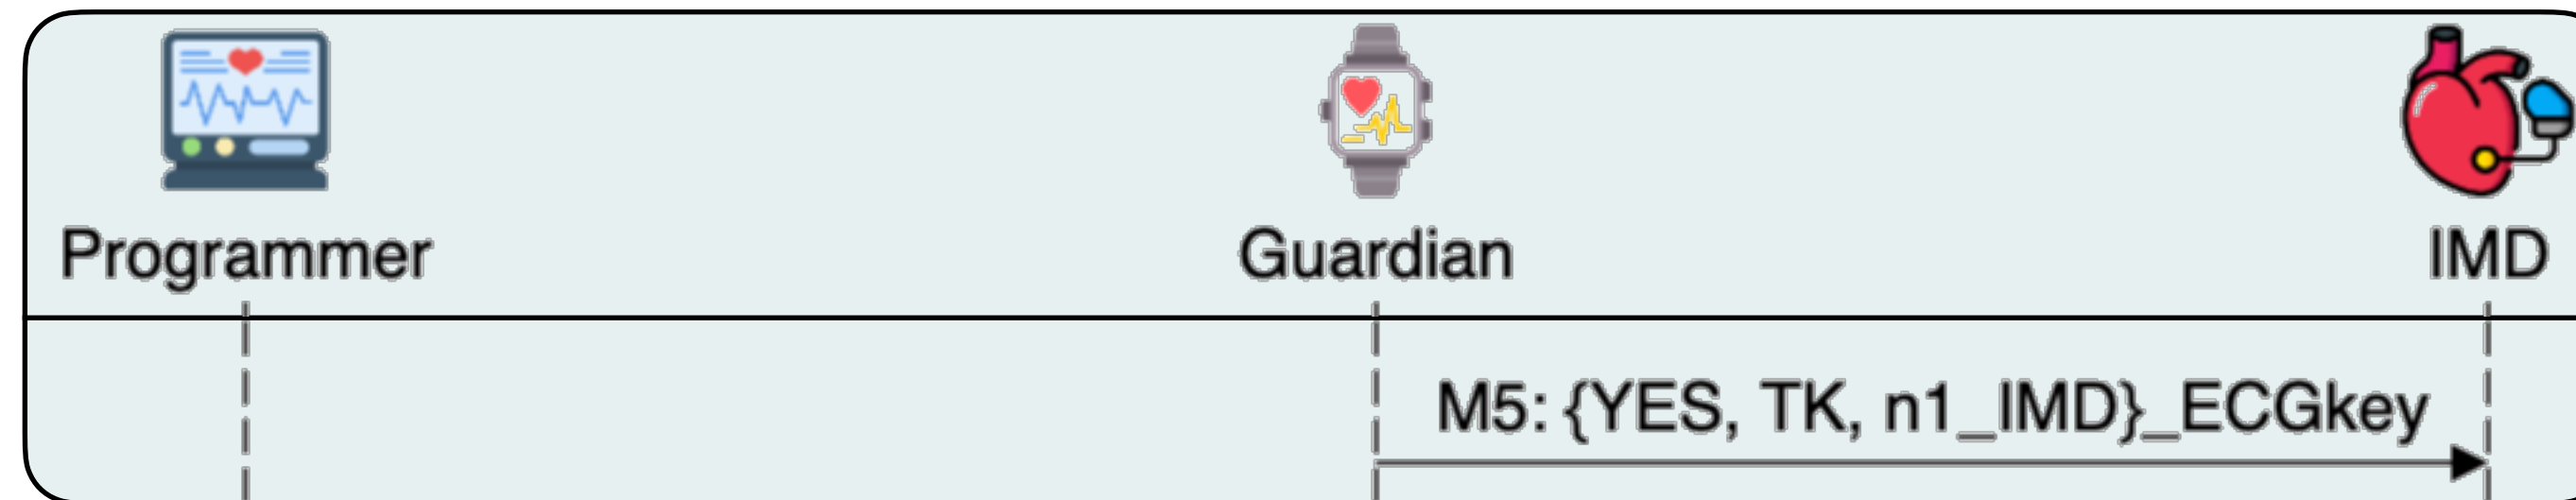 Programmer
Guardian
IMD
M5: {YES, TK, n1_IMD}_ECGkey